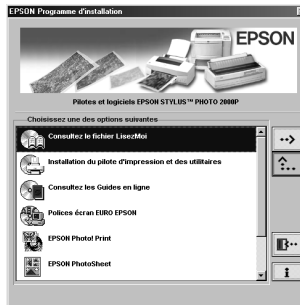 EPSON Programme d'installation
EPSON
Pilotes et logiciels EPSON STYLUS™ PHOTO 2000P
Choisissez une des options suivantes
Consultez le fichier LisezMoi
Installation du pilote d'impression et des utilitaires
Consultez les Guides en ligne
Polices écran EURO EPSON
EPSON Photo! Print
EPSON PhotoSheet